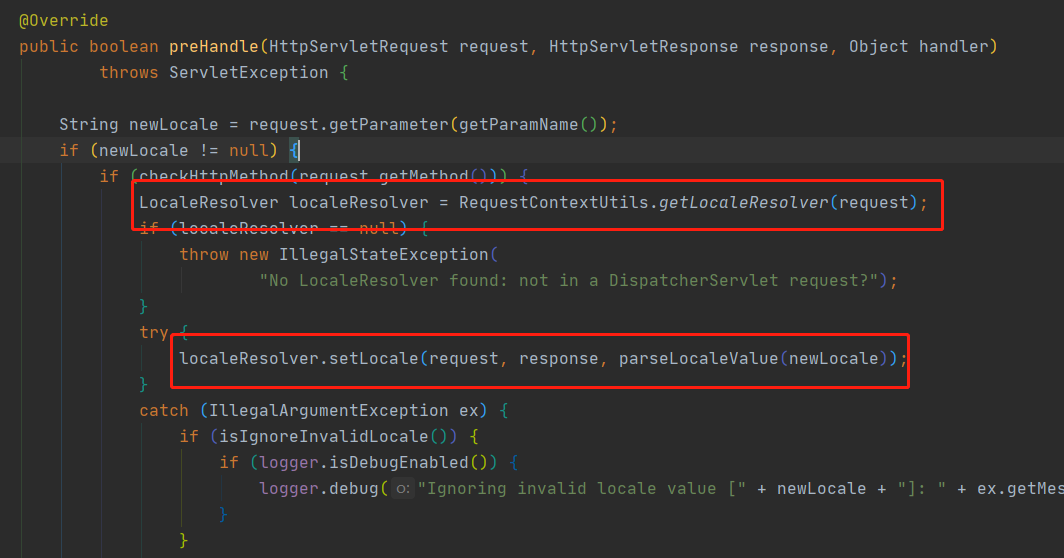 @Override
public boolean preHandle(HttpServletRequest request, HttpServletResponse response, Object handler)
throws ServletException {
String newLocale = request.getParameter(getParamName());
if (newLocale != null) {
if (checkHttpMethod(request.getMethod())) {
LocaleResolver localeResolver = RequestContextUtils.getLocaleResolver(request);
if (localeResolver == null) {
throw new IllegalStateException(
"No LocaleResolver found: not in a DispatcherServlet request?");
}
try {
localeResolver.setLocale(request, response, parseLocaleValue(newLocale));
}
catch (IllegalArgumentException ex) {
if (isIgnoreInvalidLocale()) {
if (logger.isDebugEnabled()) {
logger.debug( o: "Ignoring invalid locale value [" + newLocale + "]: " + ex.getMes
}
}